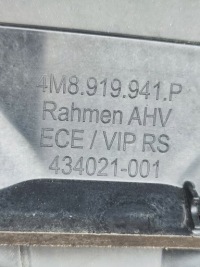 4M8.919.941.P
Rahmen AHV
ECE / VIP RS
434021-001